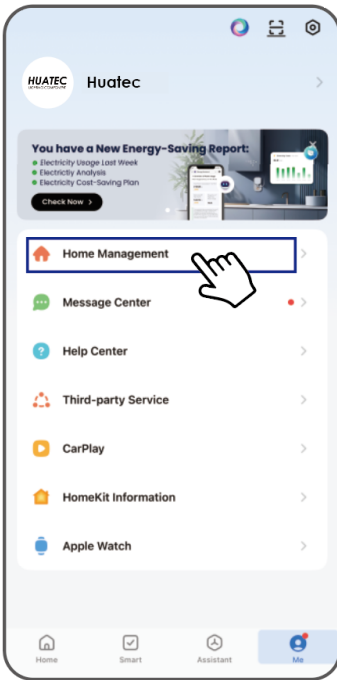 HUATEC
Huatec
You have a New Energy-Saving Report:
Electricity Usage Last Week
Electricity Analysis
Electricity Cost-Saving Plan
Check Now >
Home Management
Message Center
Help Center
Third-party Service
CarPlay
HomeKit Information
Apple Watch
Home Smart Assistant Me